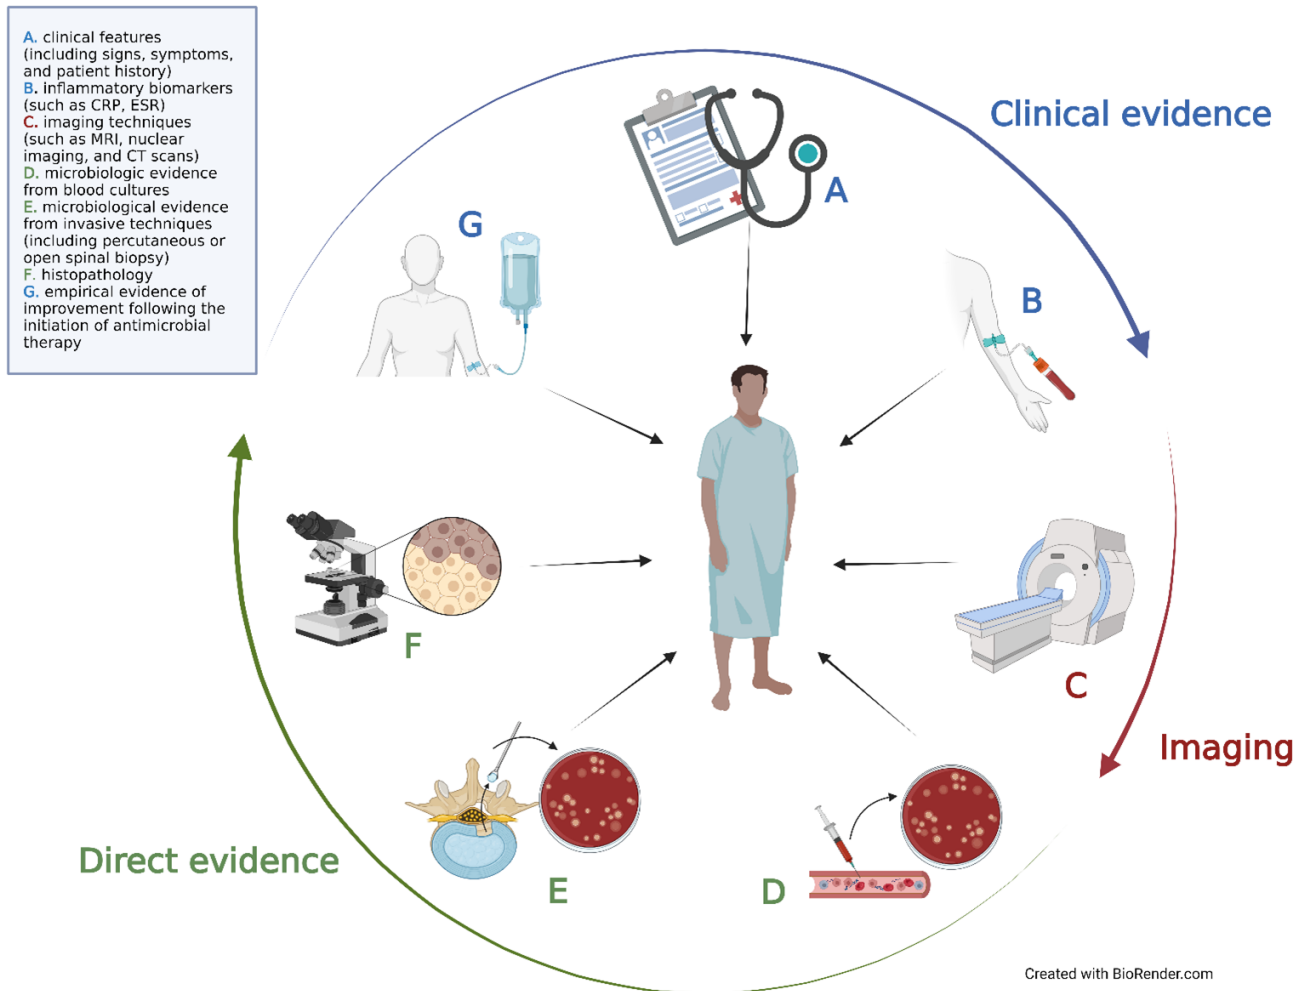 A. clinical features
(including signs, symptoms,
and patient history)
B. inflammatory biomarkers
(such as CRP, ESR)
C. imaging techniques
(such as MRI, nuclear
imaging, and CT scans)
D. microbiologic evidence
from blood cultures
E. microbiological evidence
from invasive techniques
(including percutaneous or
open spinal biopsy)
F. histopathology
G. empirical evidence of
improvement following the
initiation of antimicrobial
therapy
Clinical evidence
A
G
B
F
C
Imaging
Direct evidence
E
D
Created with BioRender.com